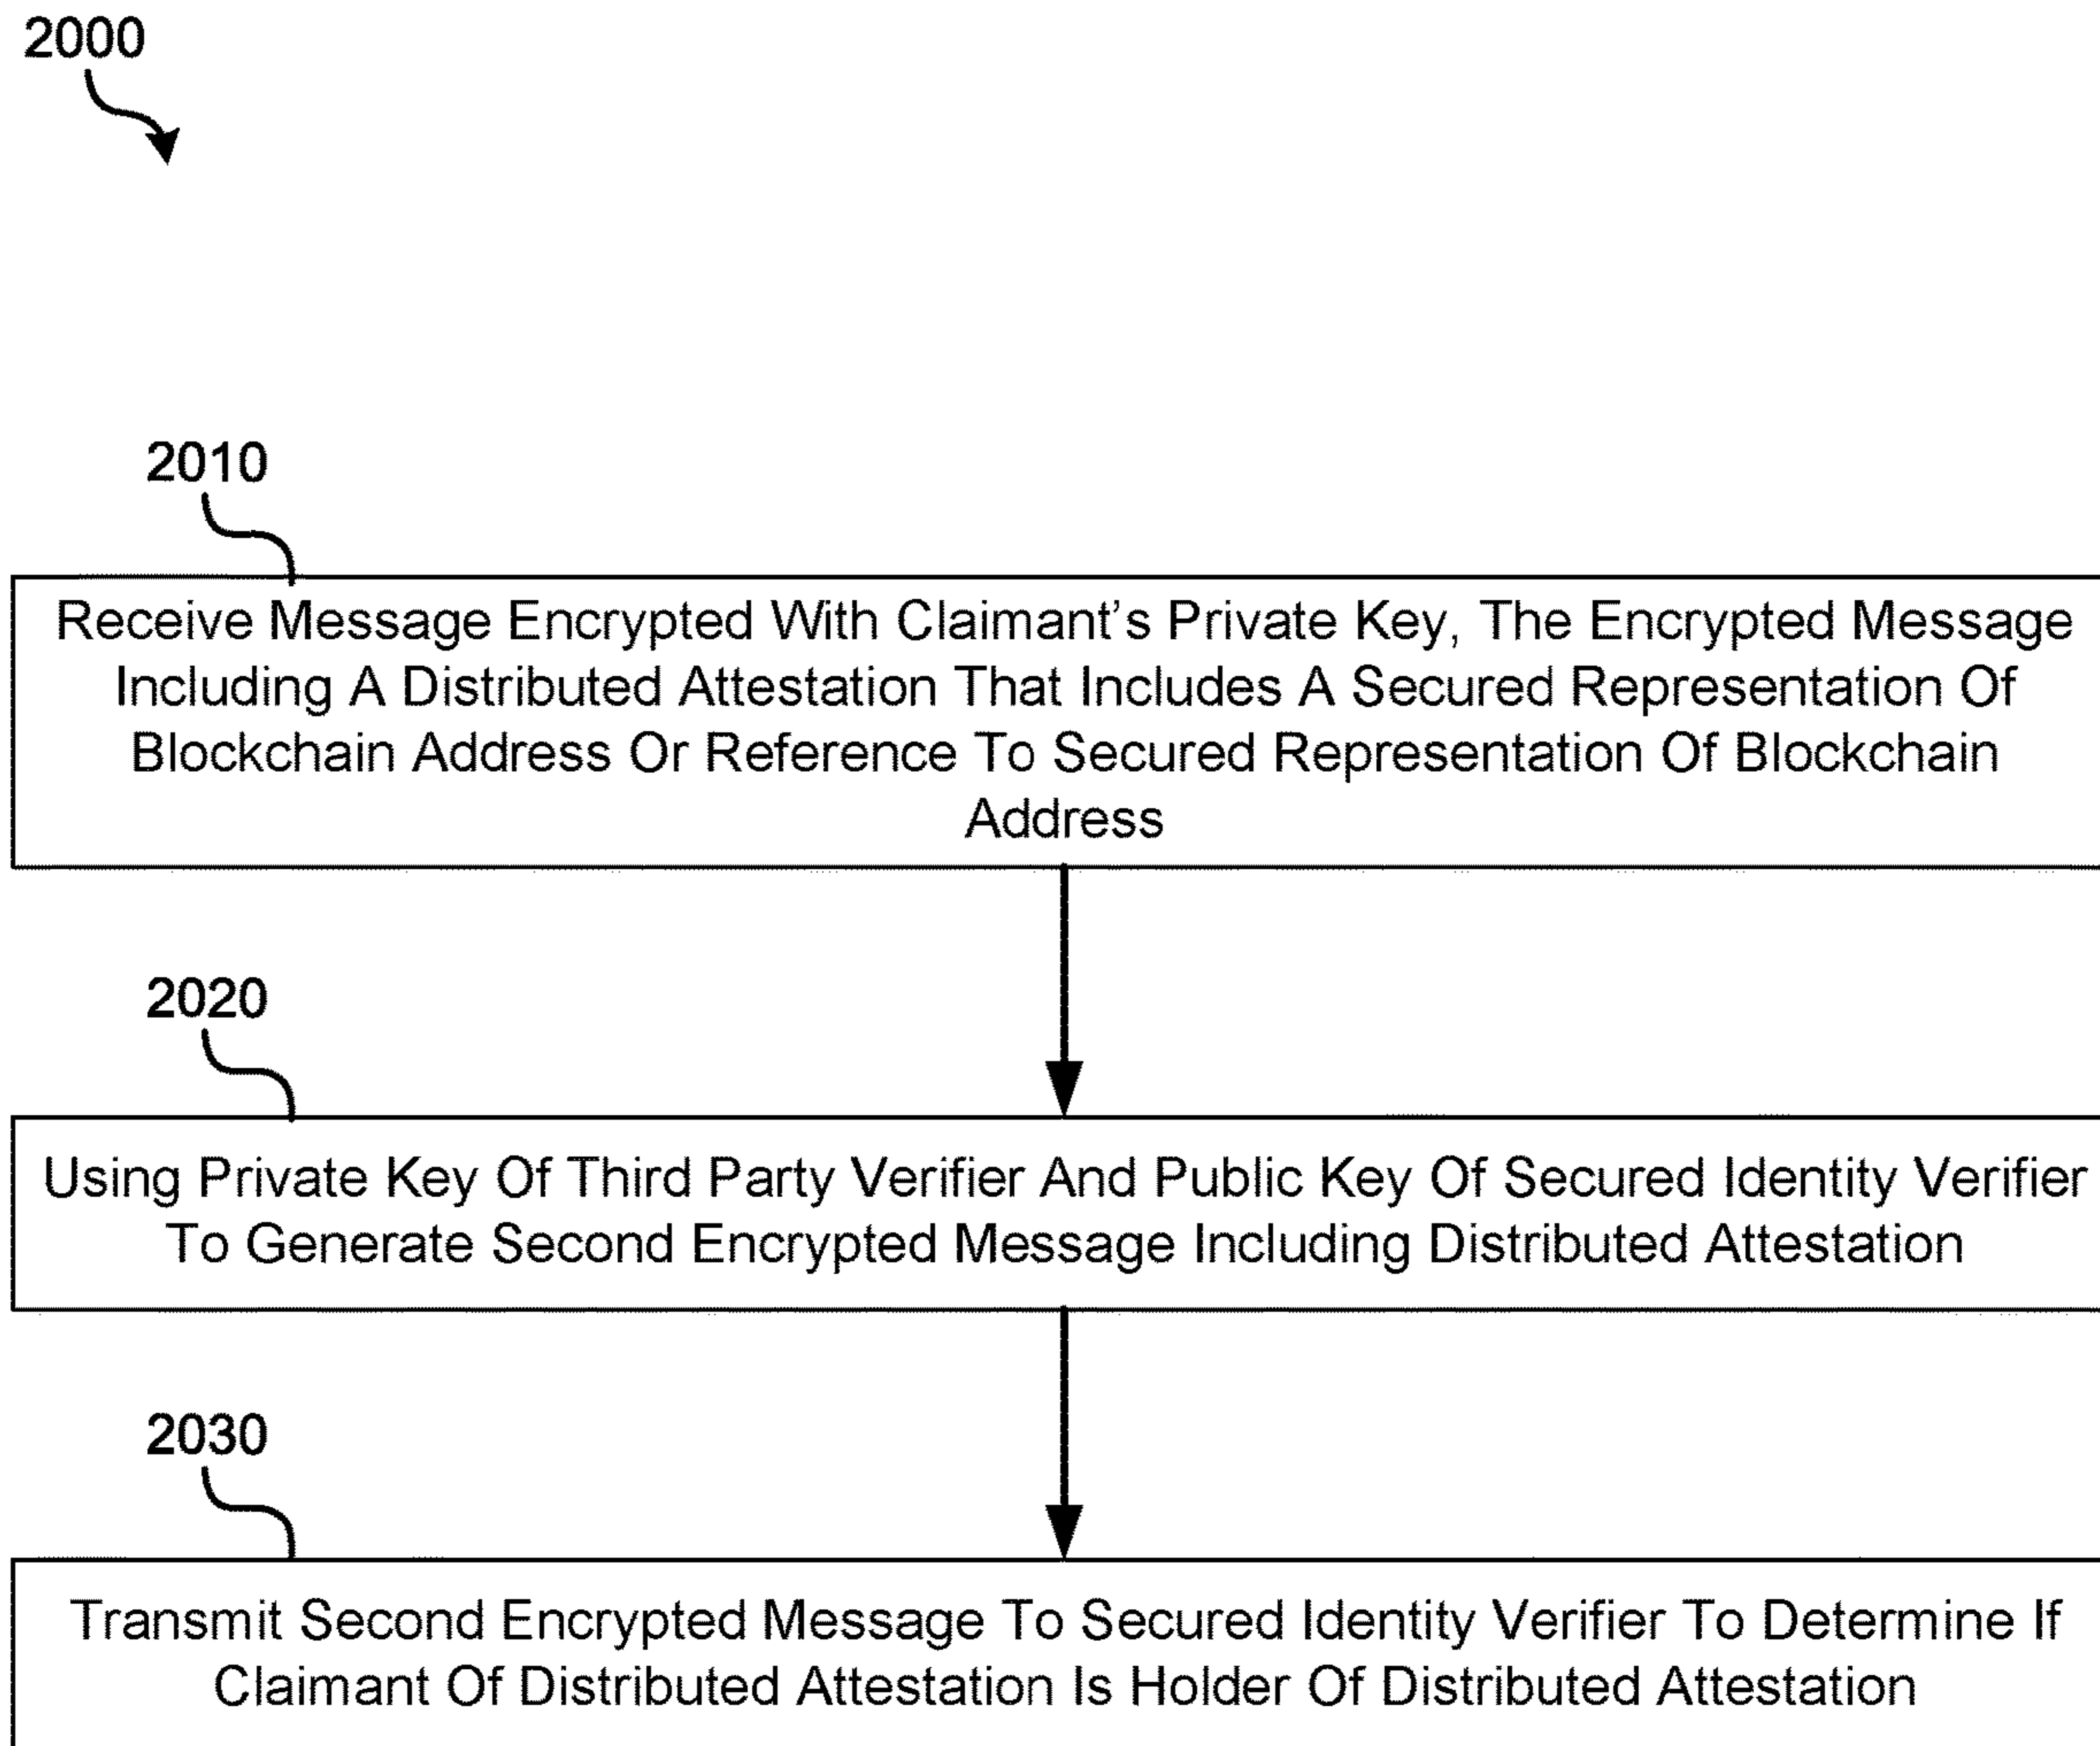 2000
2010
Receive Message Encrypted With Claimant's Private Key, The Encrypted Message
Including A Distributed Attestation That Includes A Secured Representation Of
Blockchain Address Or Reference To Secured Representation Of Blockchain
Address
2020
Using Private Key Of Third Party Verifier And Public Key Of Secured Identity Verifier
To Generate Second Encrypted Message Including Distributed Attestation
2030
Transmit Second Encrypted Message To Secured Identity Verifier To Determine If
Claimant Of Distributed Attestation Is Holder Of Distributed Attestation